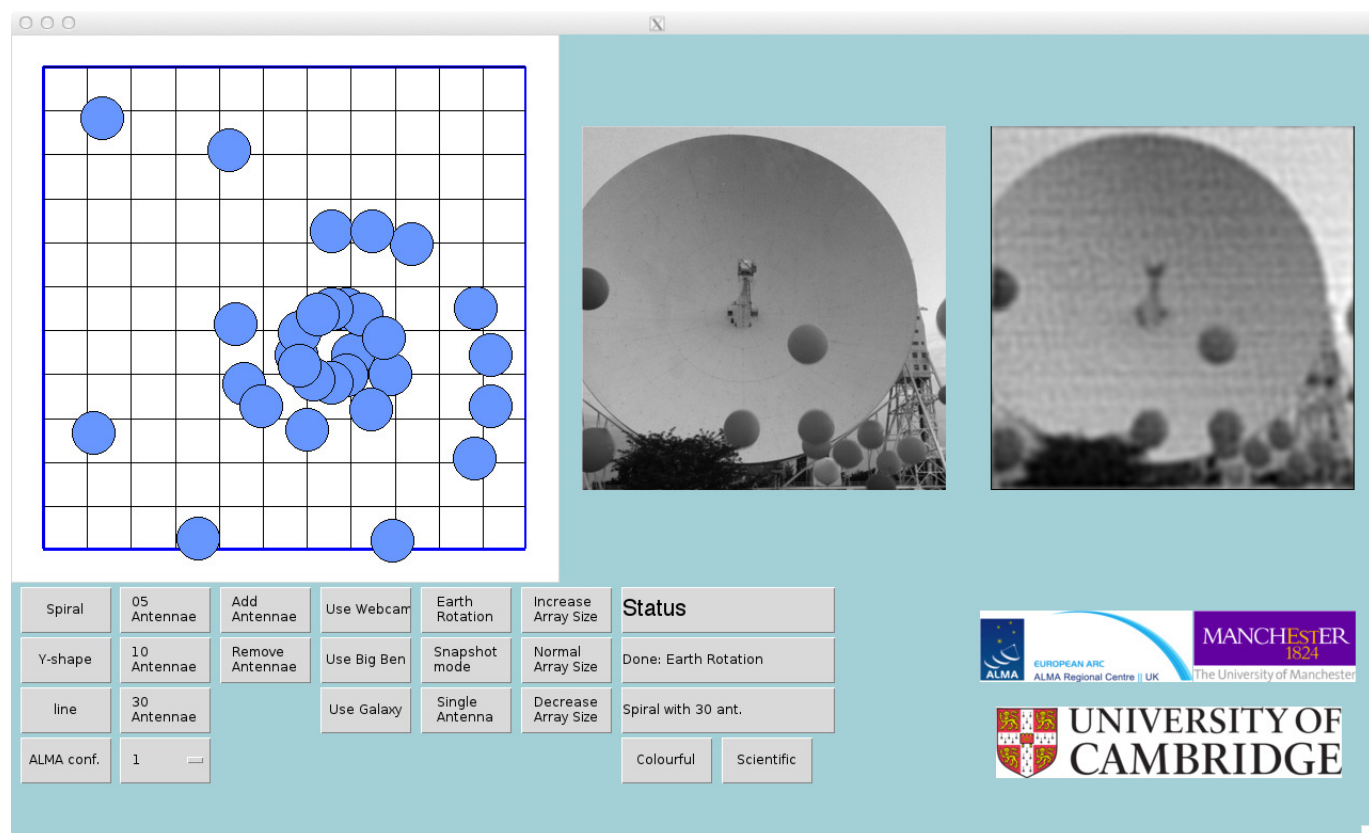 X
Spiral
05
Antennae
Add
Antennae
Use Webcam
Earth
Rotation
Increase
Array Size
Status
Y-shape
10
Antennae
Remove
Antennae
Use Big Ben
Snapshot
mode
Normal
Array Size
Done: Earth Rotation
line
30
Antennae
Use Galaxy
Single
Antenna
Decrease
Array Size
Spiral with 30 ant.
ALMA conf.
1
Colourful
Scientific
ALMA
EUROPEAN ARC
ALMA Regional Centre || UK
MANCHESTER
1824
The University of Manchester
UNIVERSITY OF
CAMBRIDGE